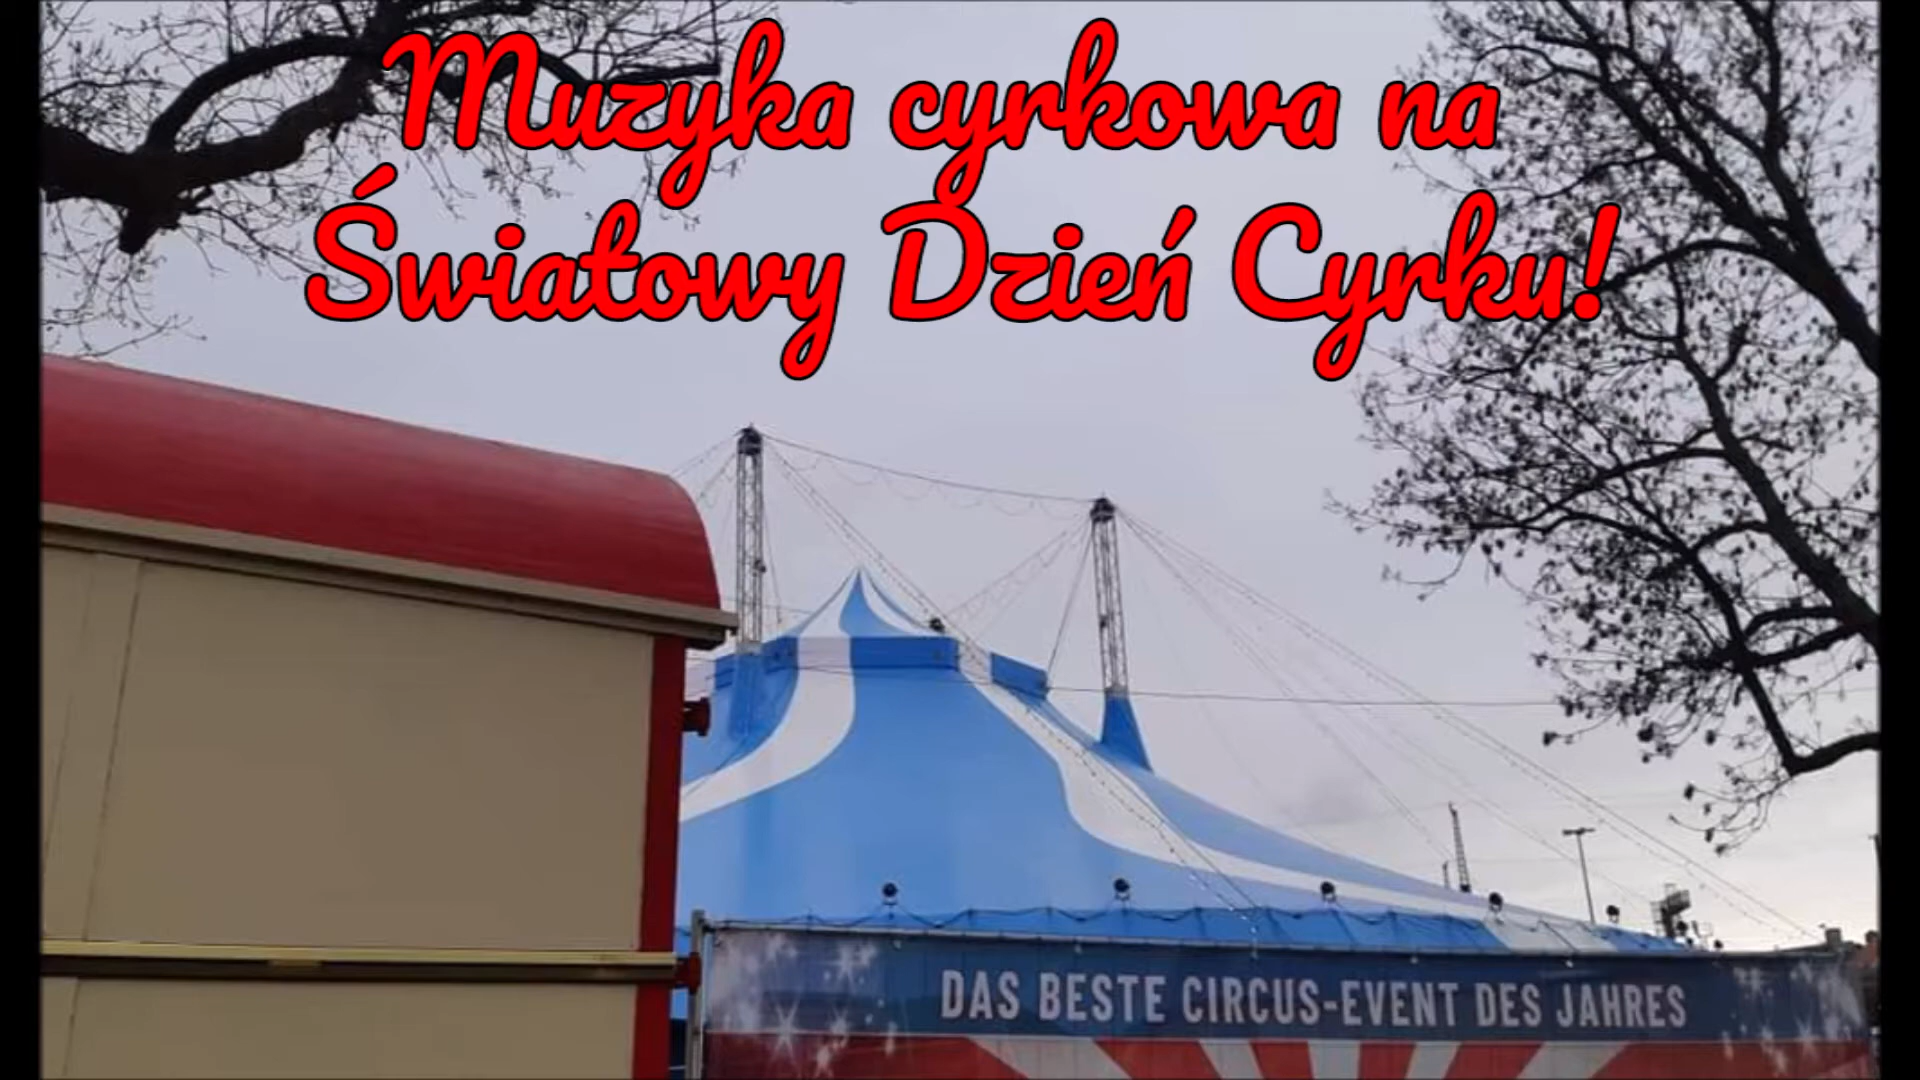 Muzyka cyrkowa na
Światowy Dzień Cyrku!
DAS BESTE CIRCUS-EVENT DES JAHRES